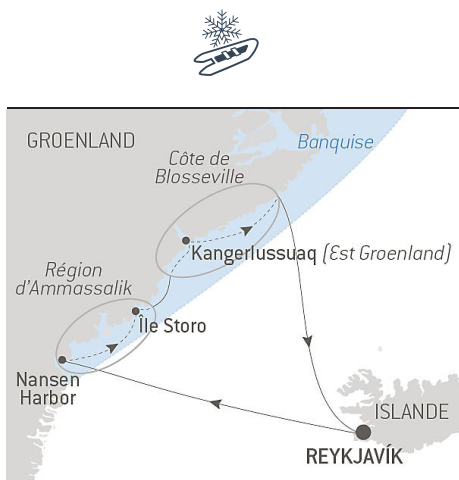 GROENLAND
Banquise
Côte de
Blosseville
Kangerlussuaq (Est Groenland)
Région
d'Ammassalik
Île Storo
Nansen
Harbor
ISLANDE
REYKJAVÍK